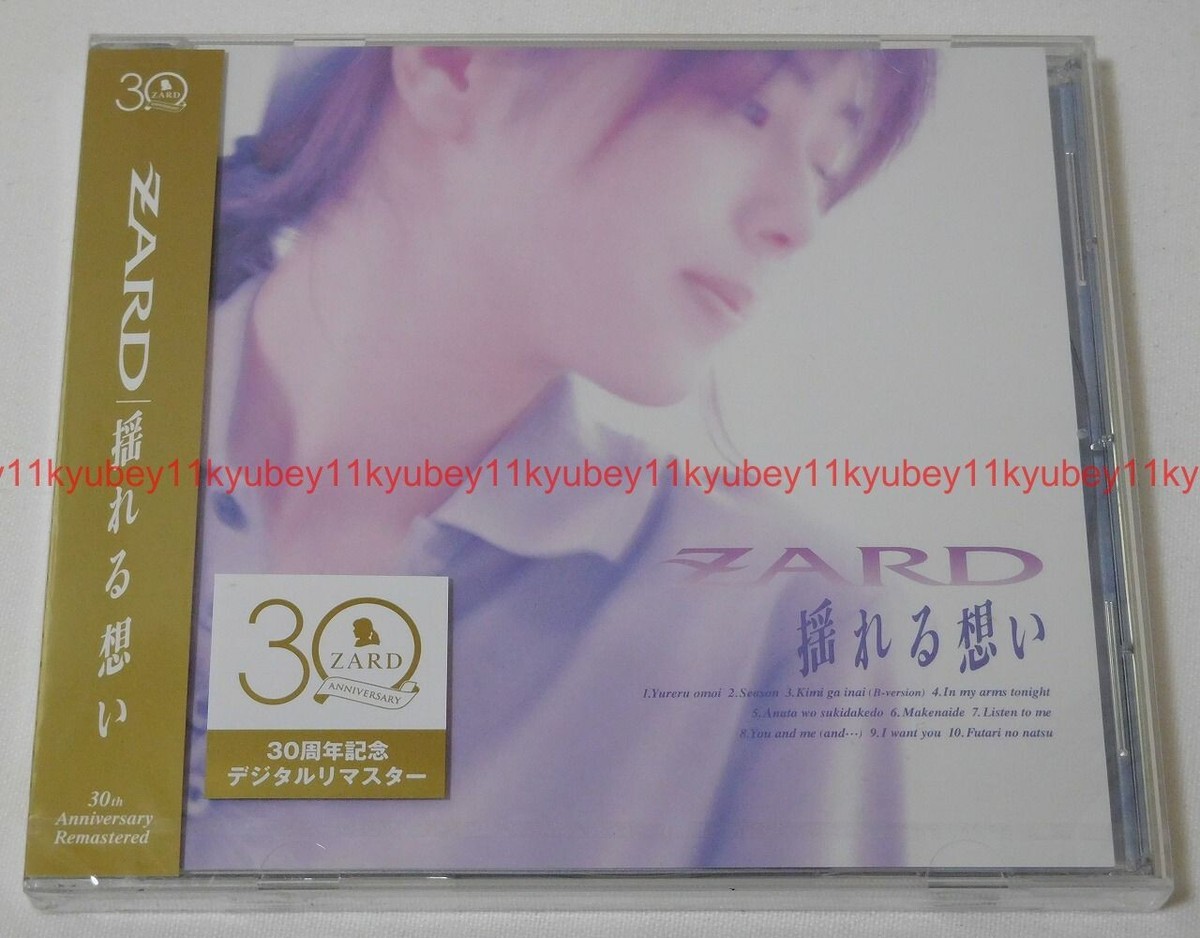 30
ZARD
ZARD|揺れる想い
30th
Anniversary
Remastered
y11kyubey11kyubey11kyubey11kyubey11kyubey11kyubey11kyubey11ky
ZARD
揺れる想い
1.Yureru omoi 2.Season 3.Kimi ga inai (B-version) 4.In my arms tonight
5.Anata wo sukidakedo 6.Makenaide 7.Listen to me
8.You and me (and…) 9.I want you 10.Futari no natsu
30
ZARD
ANNIVERSARY
30周年記念
デジタルリマスター